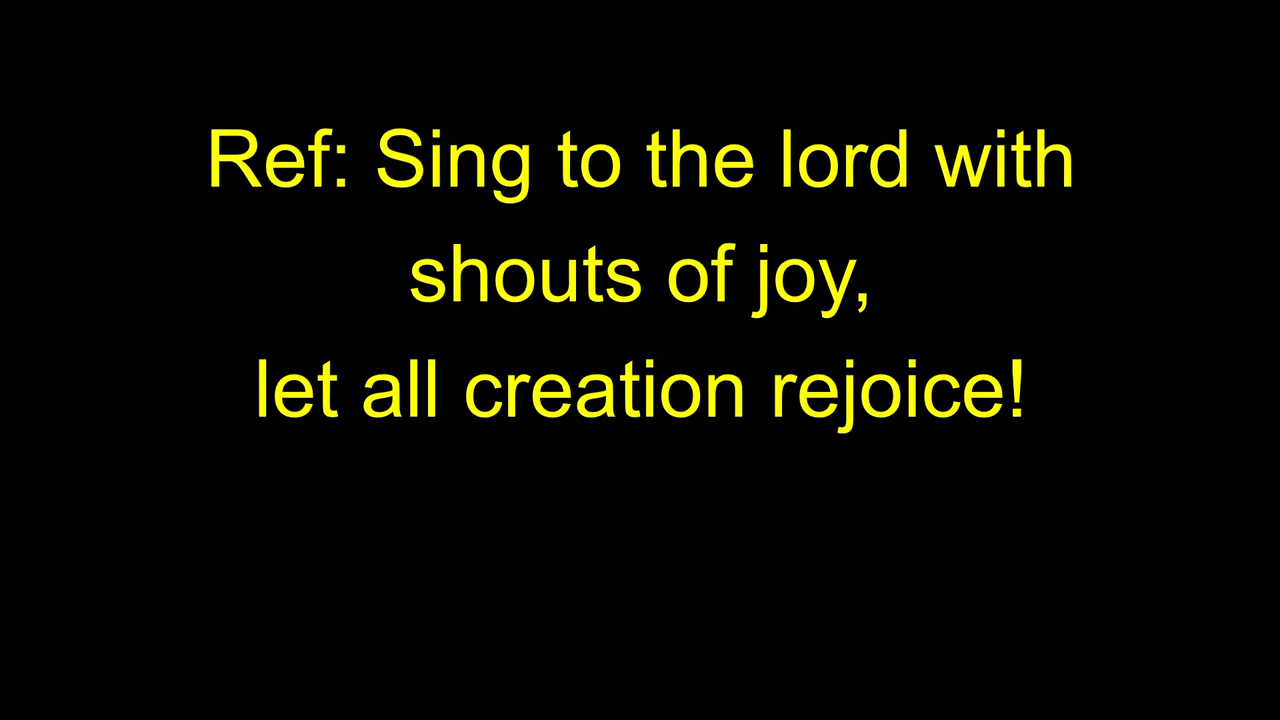 Ref: Sing to the lord with
shouts of joy,
let all creation rejoice!